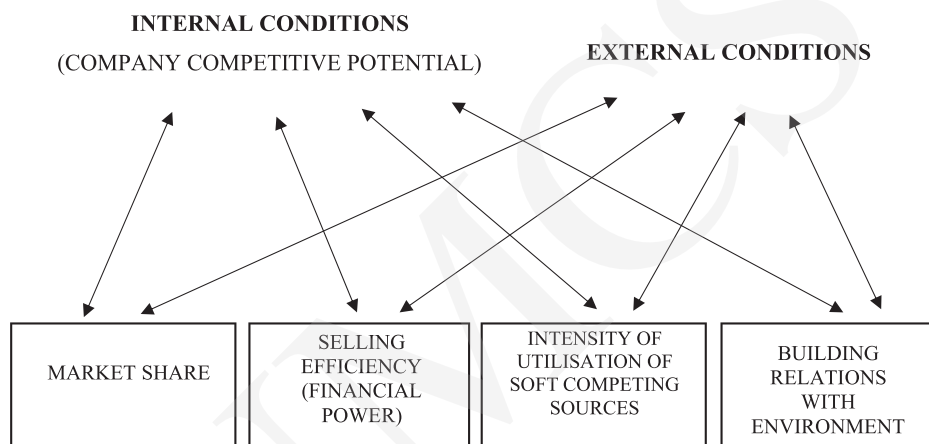 INTERNAL CONDITIONS
(COMPANY COMPETITIVE POTENTIAL)
EXTERNAL CONDITIONS
MARKET SHARE
SELLING
EFFICIENCY
(FINANCIAL
POWER)
INTENSITY OF
UTILISATION OF
SOFT COMPETING
SOURCES
BUILDING
RELATIONS
WITH
ENVIRONMENT
UMCS